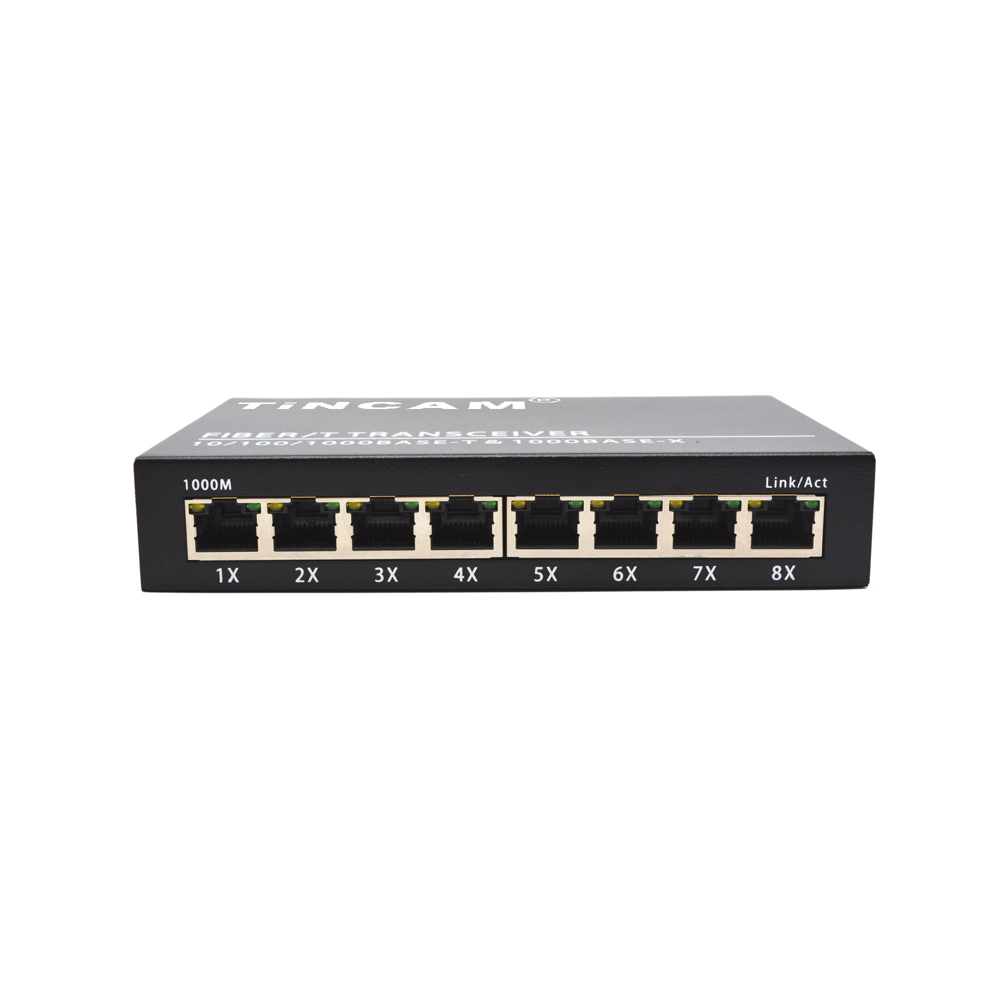 TiNCAM®
FIBER/T TRANSCEIVER
10/100/1000BASE-T & 1000BASE-X
1000M Link/Act
1X 2X 3X 4X 5X 6X 7X 8X